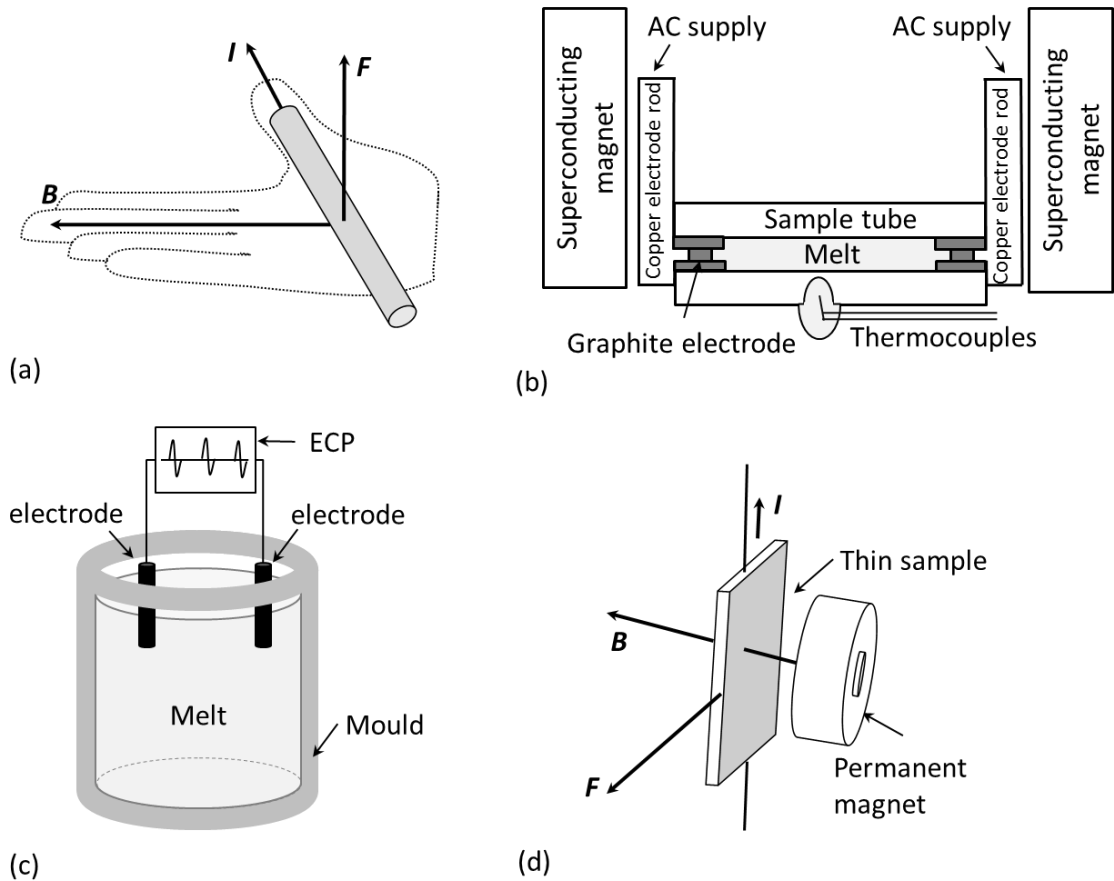 I
F
B
(a)
AC supply
AC supply
Superconducting
magnet
Copper electrode rod
Sample tube
Melt
Copper electrode rod
Superconducting
magnet
Graphite electrode
Thermocouples
(b)
ECP
electrode
electrode
Melt
Mould
(c)
I
Thin sample
B
F
Permanent
magnet
(d)